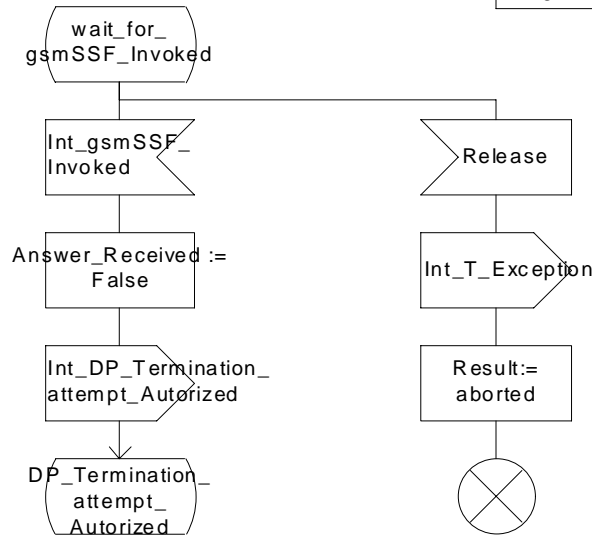 wait_for_
gsmSSF_Invoked
Int_gsmSSF_
Invoked
Release
Answer_Received :=
False
Int_T_Exception
Int_DP_Termination_
attempt_Autorized
Result:=
aborted
DP_Termination_
attempt_
Autorized